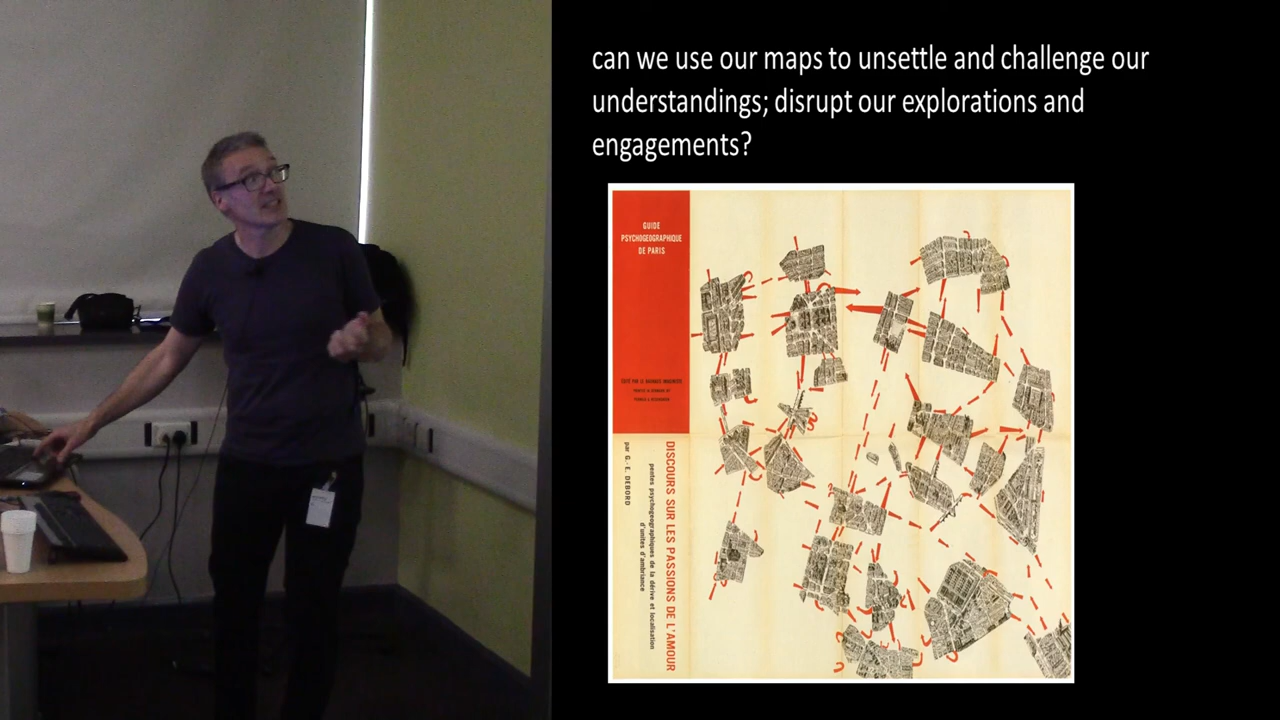 can we use our maps to unsettle and challenge our
understandings; disrupt our explorations and
engagements?
GUIDE
PSYCHOGEOGRAPHIQUE
DE PARIS
DISCOURS SUR LES PASSIONS DE L'AMOUR
pentes psychogeographiques de la dérive et localisation
d'unites d'ambiance
par G.-E. DEBORD